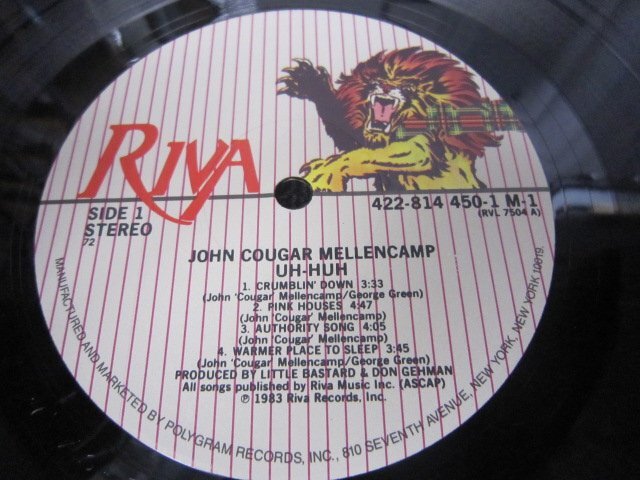 RIVA
SIDE 1
STEREO
72
422-814 450-1 M-1
(RVL 7504 A)
JOHN COUGAR MELLENCAMP
UH-HUH
1. CRUMBLIN' DOWN 3:33
(John 'Cougar' Mellencamp/George Green)
2. PINK HOUSES 4:47
(John 'Cougar' Mellencamp)
3. AUTHORITY SONG 4:05
(John 'Cougar' Mellencamp)
4. WARMER PLACE TO SLEEP 3:45
(John 'Cougar' Mellencamp/George Green)
PRODUCED BY LITTLE BASTARD & DON GEHMAN
All songs published by Riva Music Inc. (ASCAP)
℗ 1983 Riva Records, Inc.
MANUFACTURED AND MARKETED BY POLYGRAM RECORDS, INC., 810 SEVENTH AVENUE, NEW YORK, NEW YORK 10019.